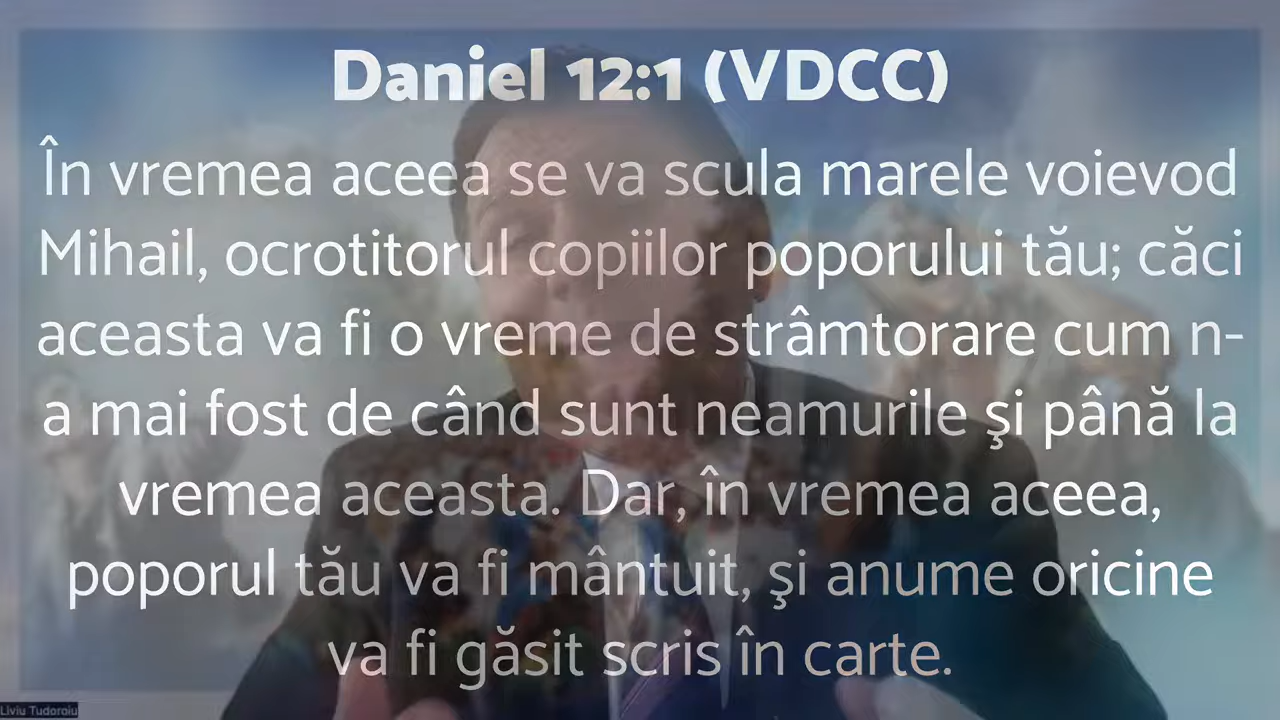 Daniel 12:1 (VDCC)
În vremea aceea se va scula marele voievod
Mihail, ocrotitorul copiilor poporului tău; căci
aceasta va fi o vreme de strâmtorare cum n-
a mai fost de când sunt neamurile şi până la
vremea aceasta. Dar, în vremea aceea,
poporul tău va fi mântuit, şi anume oricine
va fi găsit scris în carte.
Liviu Tudoroiu